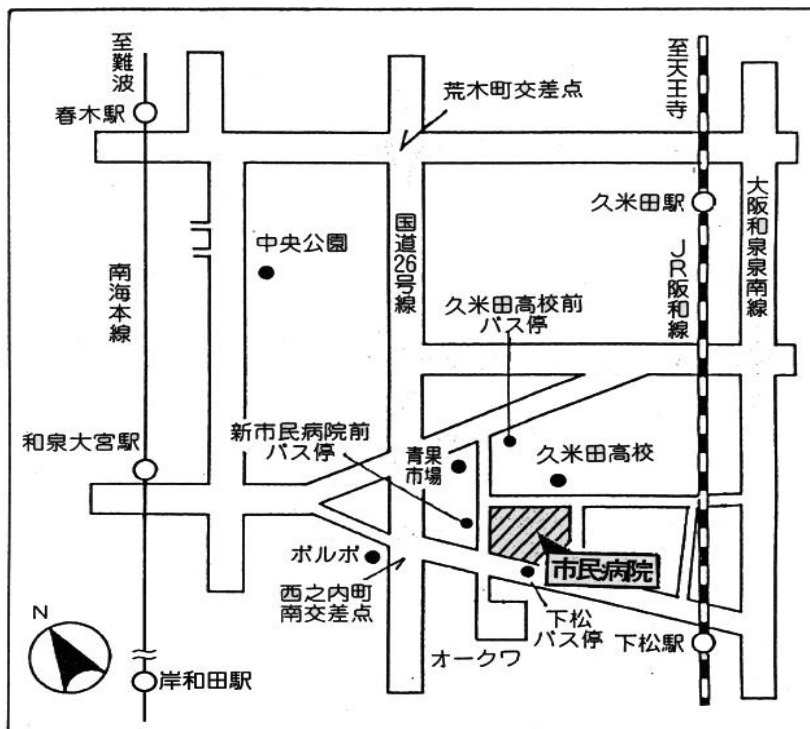 至難波
春木駅
荒木町交差点
至天王寺
久米田駅
大阪和泉泉南線
中央公園
国道26号線
JR阪和線
南海本線
久米田高校前
バス停
和泉大宮駅
新市民病院前
バス停
青果
市場
久米田高校
ボルボ
市民病院
西之内町
南交差点
下松
バス停
下松駅
オークワ
N
岸和田駅